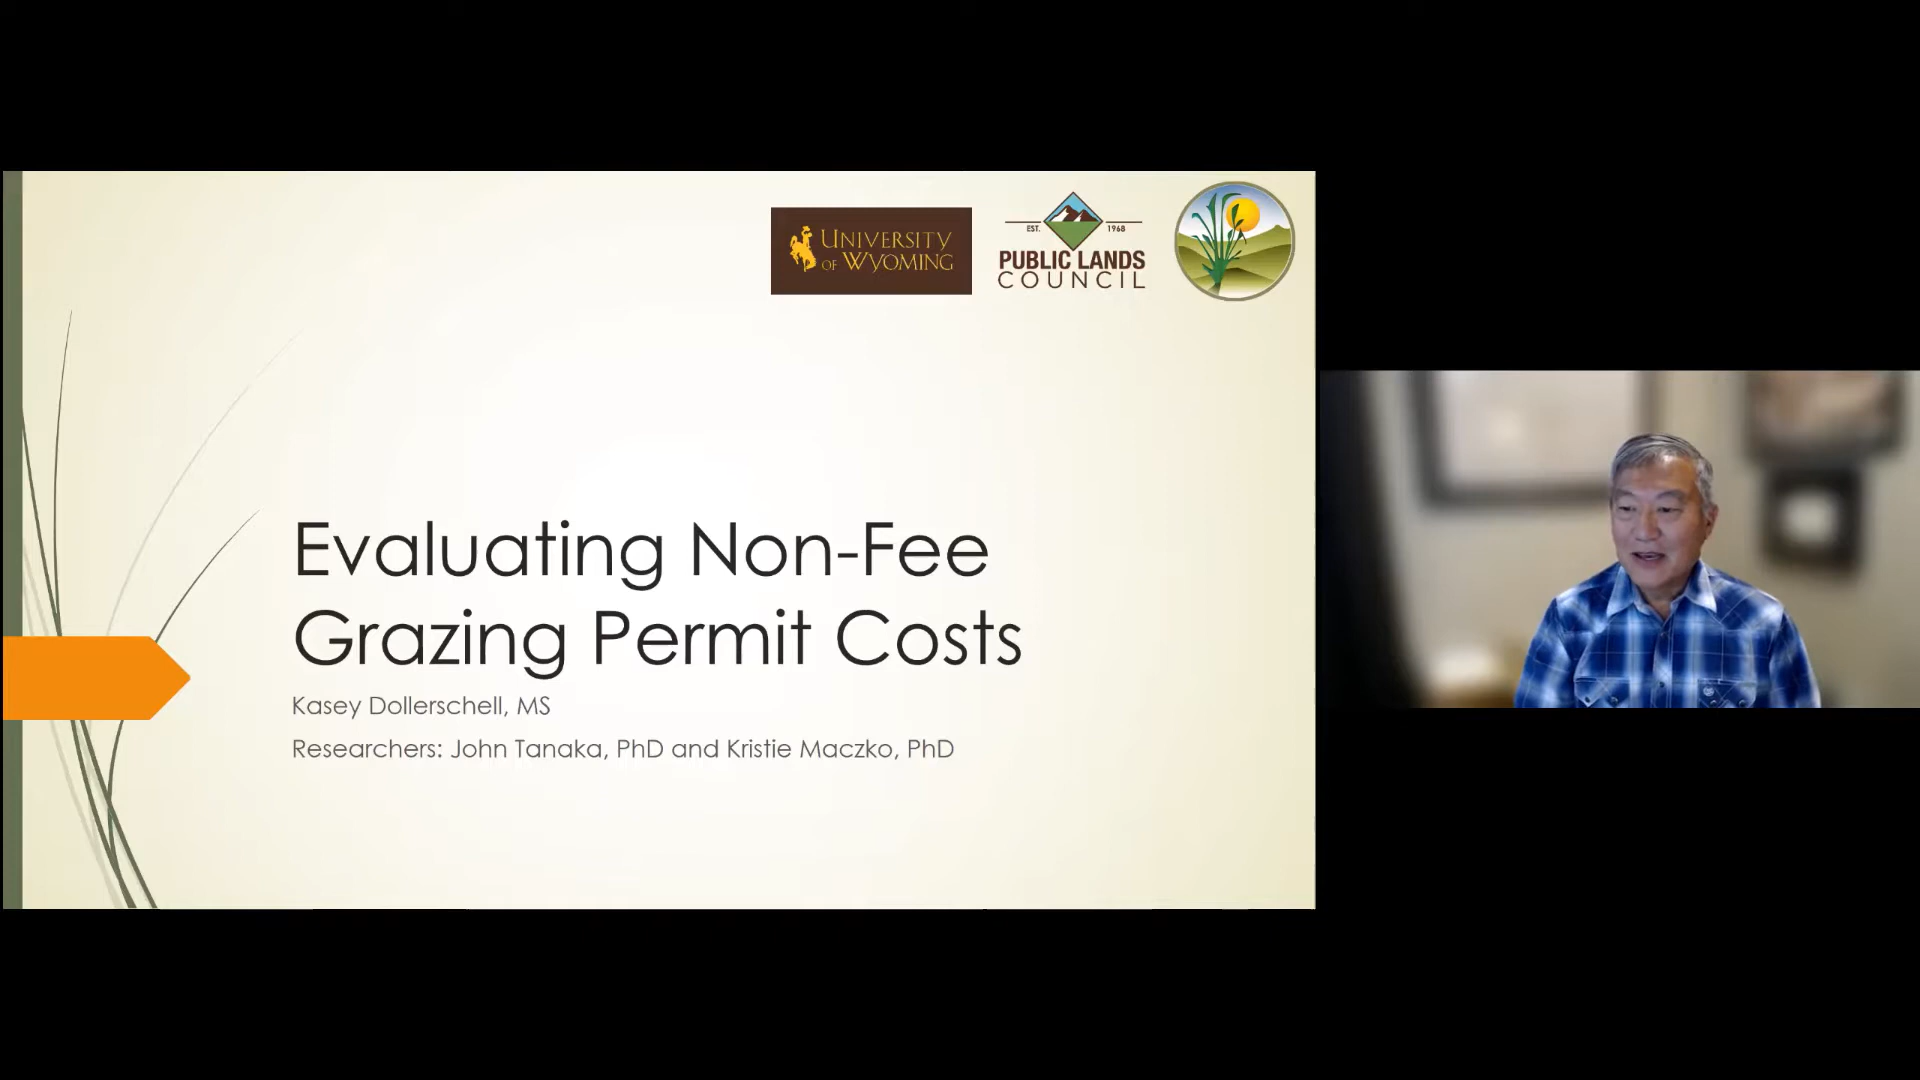 UNIVERSITY
OF WYOMING
EST. 1968
PUBLIC LANDS
COUNCIL
Evaluating Non-Fee
Grazing Permit Costs
Kasey Dollerschell, MS
Researchers: John Tanaka, PhD and Kristie Maczko, PhD